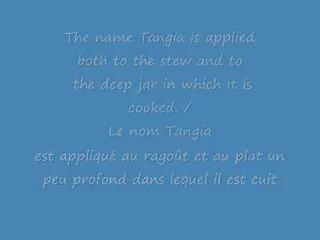 The name Tangia is applied
both to the stew and to
the deep jar in which it is
cooked. /
Le nom Tangia
est appliqué au ragoût et au plat un
peu profond dans lequel il est cuit